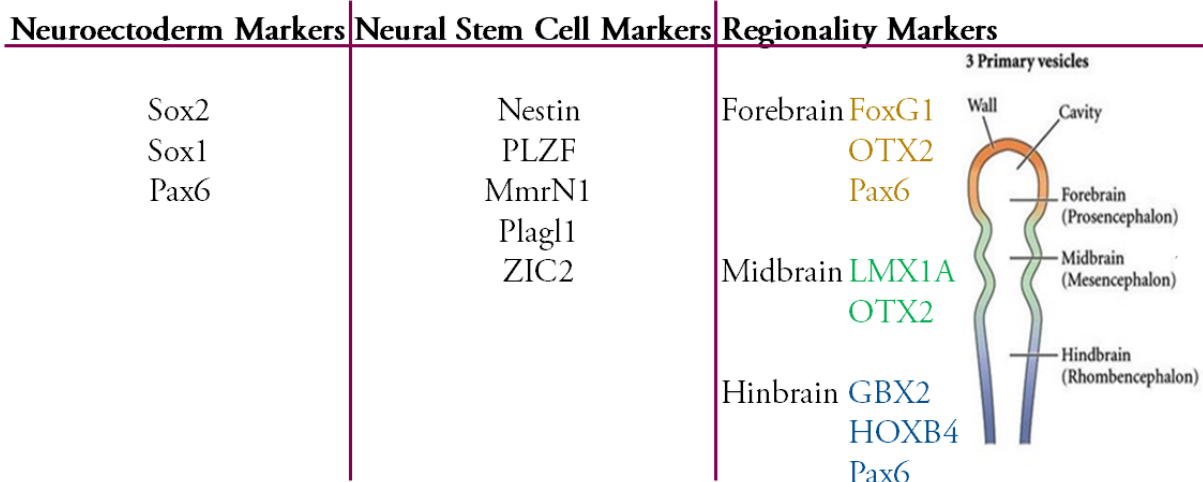 Neuroectoderm Markers Neural Stem Cell Markers Regionality Markers
3 Primary vesicles
Sox2
Sox1
Pax6
Nestin
PLZF
MmrN1
Plagl1
ZIC2
Forebrain FoxG1
OTX2
Pax6
Midbrain LMX1A
OTX2
Hinbrain GBX2
HOXB4
Pax6
Wall
Cavity
Forebrain
(Prosencephalon)
Midbrain
(Mesencephalon)
Hindbrain
(Rhombencephalon)